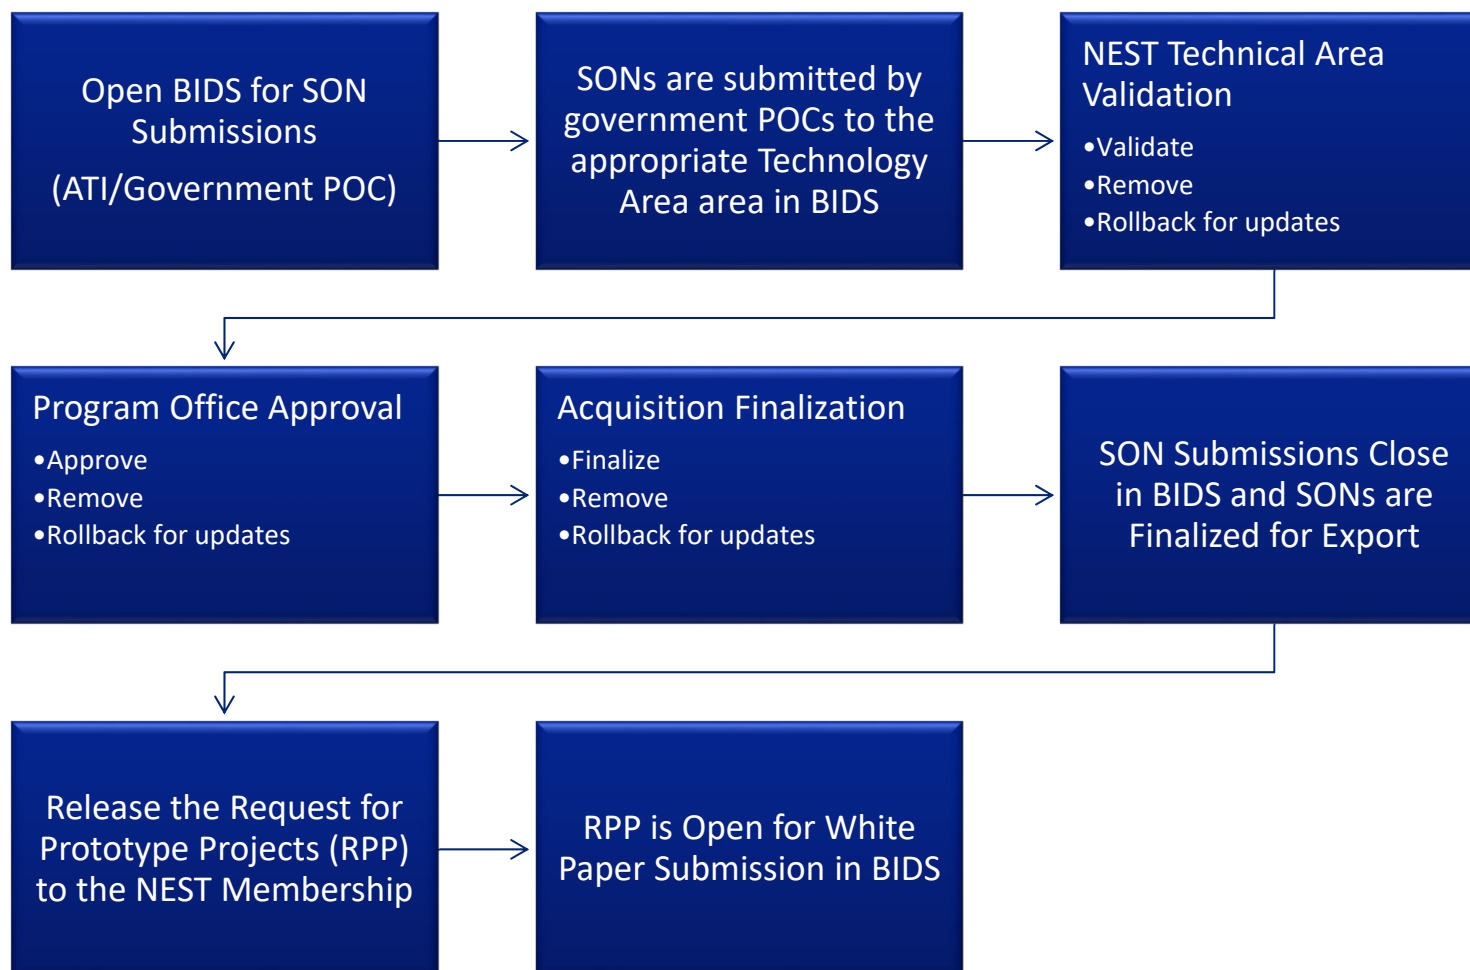 Open BIDS for SON
Submissions
(ATI/Government POC)
SONs are submitted by
government POCs to the
appropriate Technology
Area area in BIDS
NEST Technical Area
Validation
•Validate
•Remove
•Rollback for updates
Program Office Approval
•Approve
•Remove
•Rollback for updates
Acquisition Finalization
•Finalize
•Remove
•Rollback for updates
SON Submissions Close
in BIDS and SONs are
Finalized for Export
Release the Request for
Prototype Projects (RPP)
to the NEST Membership
RPP is Open for White
Paper Submission in BIDS